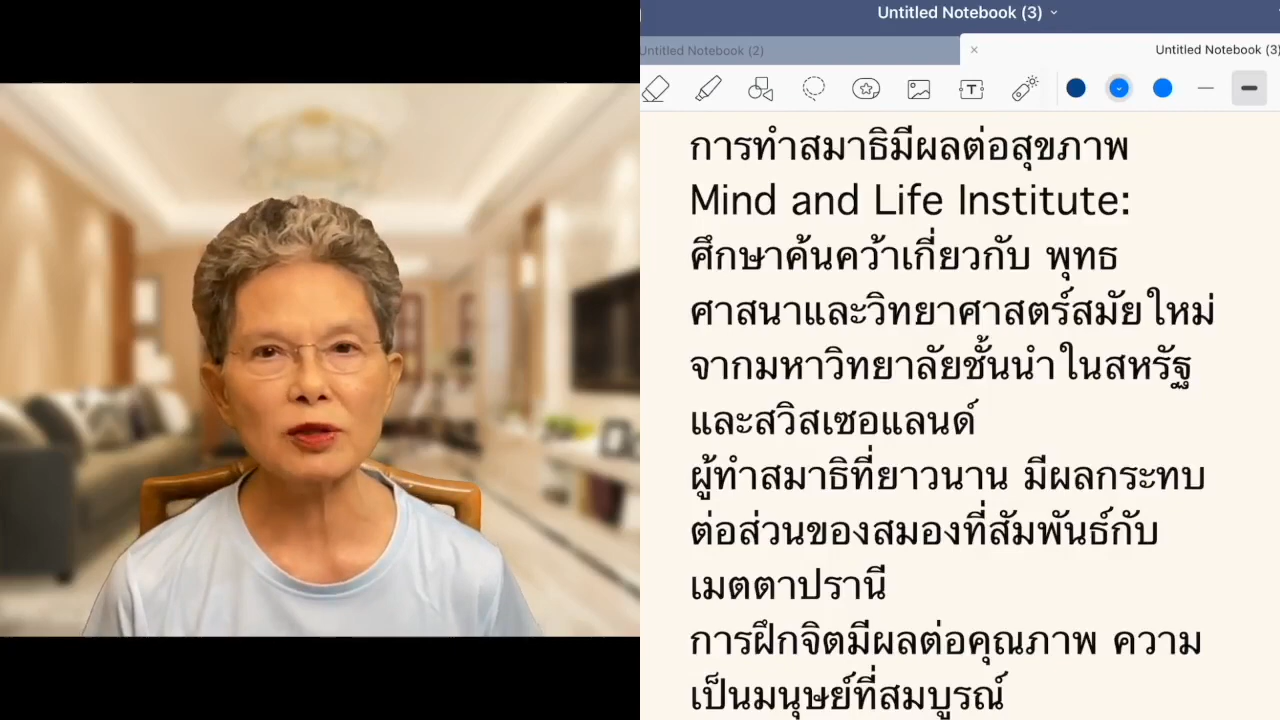 Untitled Notebook (3)
Untitled Notebook (2)
Untitled Notebook (3)
T
การทำสมาธิมีผลต่อสุขภาพ
Mind and Life Institute:
ศึกษาค้นคว้าเกี่ยวกับ พุทธ
ศาสนาและวิทยาศาสตร์สมัยใหม่
จากมหาวิทยาลัยชั้นนำในสหรัฐ
และสวิสเซอแลนด์
ผู้ทำสมาธิที่ยาวนาน มีผลกระทบ
ต่อส่วนของสมองที่สัมพันธ์กับ
เมตตาปรานี
การฝึกจิตมีผลต่อคุณภาพ ความ
เป็นมนุษย์ที่สมบูรณ์